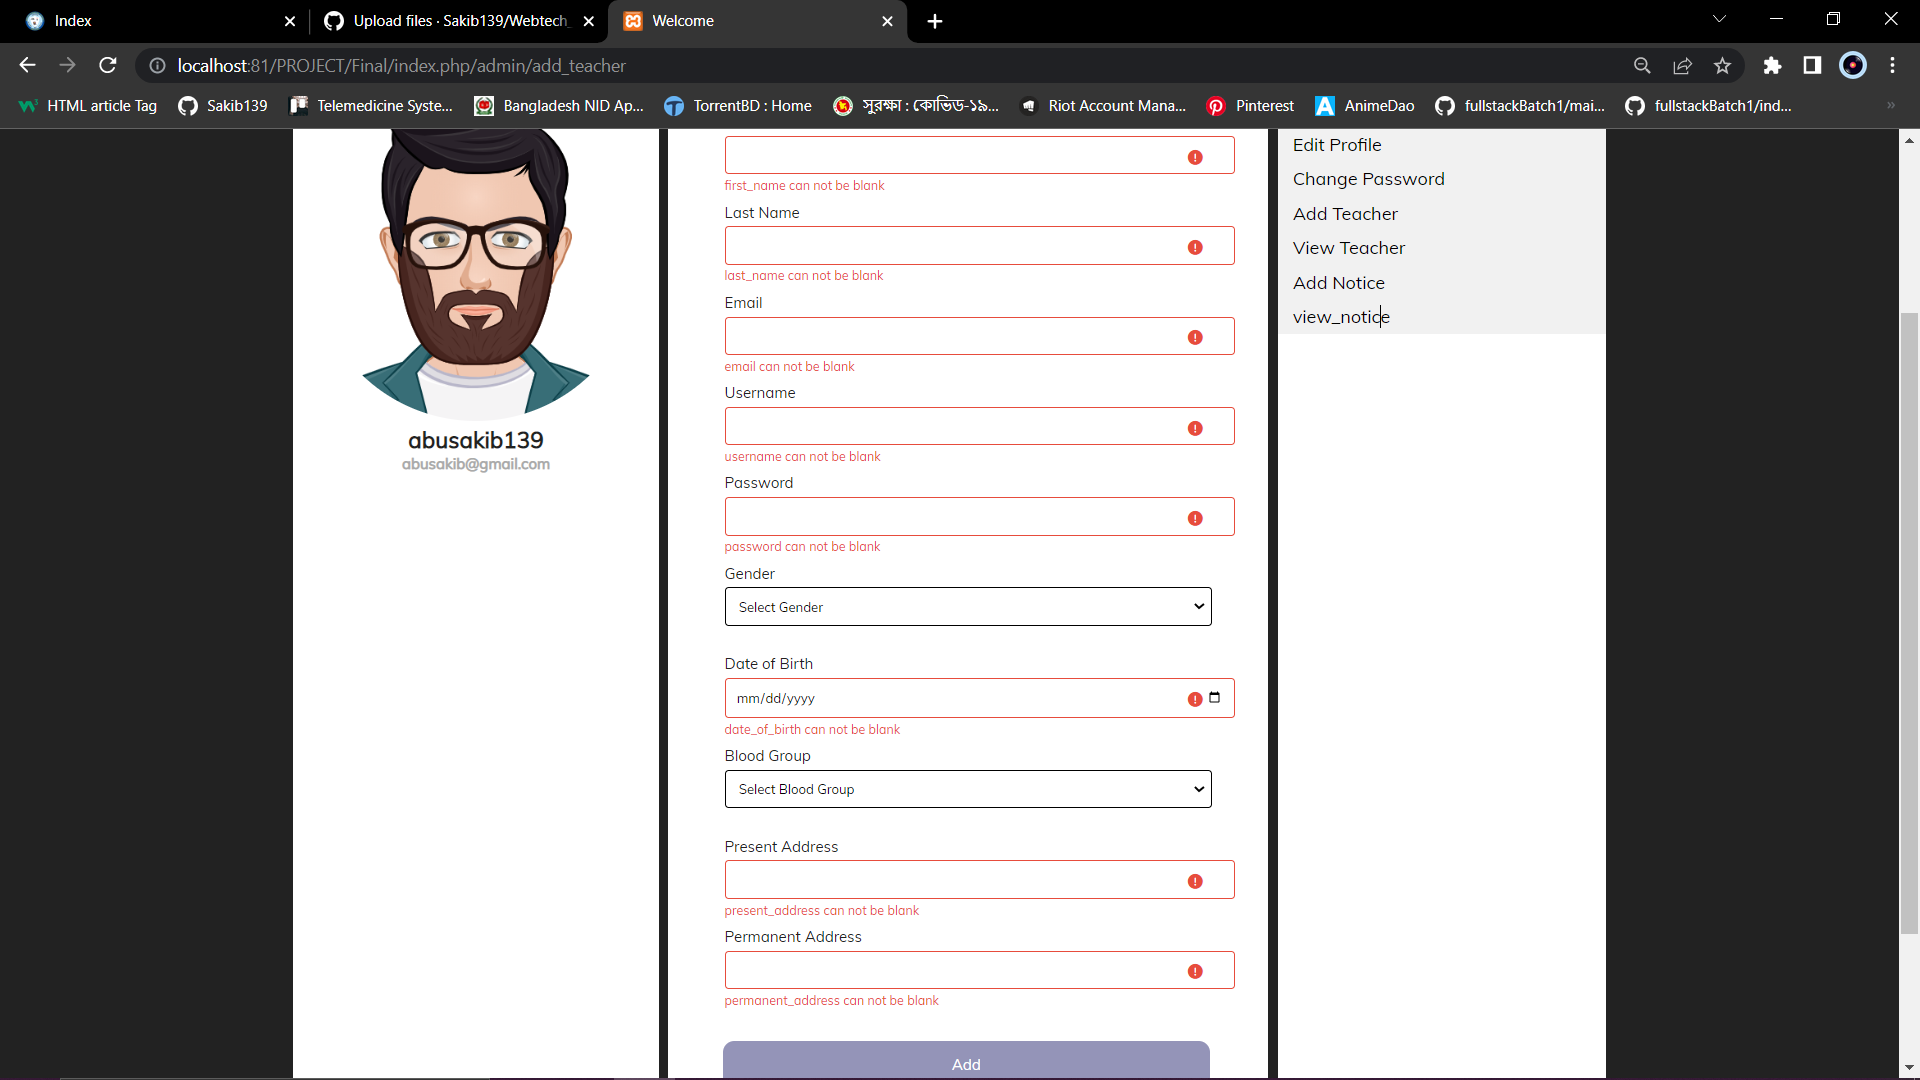 Index
Upload files · Sakib139/Webtech_
Welcome
localhost:81/PROJECT/Final/index.php/admin/add_teacher
HTML article Tag
Sakib139
Telemedicine Syste...
Bangladesh NID Ap...
TorrentBD : Home
সুরক্ষা : কোভিড-১৯...
Riot Account Mana...
Pinterest
AnimeDao
fullstackBatch1/mai...
fullstackBatch1/ind...
abusakib139
abusakib@gmail.com
first_name can not be blank
Last Name
last_name can not be blank
Email
email can not be blank
Username
username can not be blank
Password
password can not be blank
Gender
Select Gender
Date of Birth
mm/dd/yyyy
date_of_birth can not be blank
Blood Group
Select Blood Group
Present Address
present_address can not be blank
Permanent Address
permanent_address can not be blank
Add
Edit Profile
Change Password
Add Teacher
View Teacher
Add Notice
view_notice